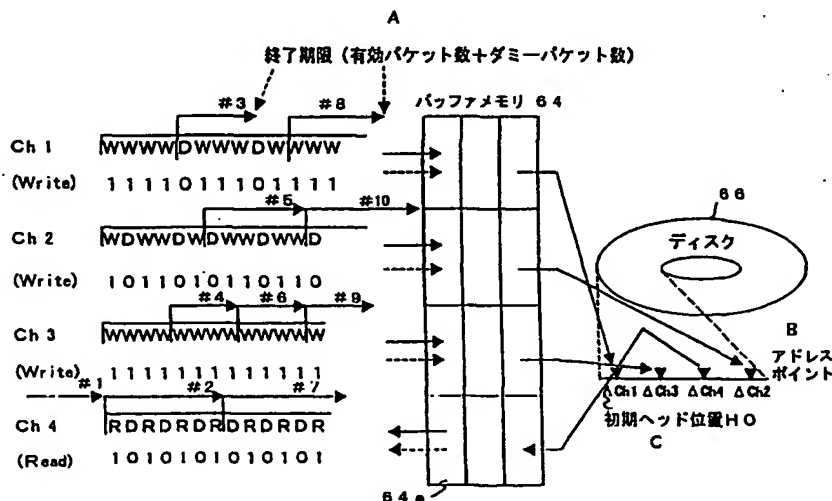 A
終了期限 (有効パケット数+ダミーパケット数)
#3
#8
バッファメモリ 64
Ch 1
WWWWDWWWDWWWW
(Write)
1111011101111
#5
#10
66
ディスク
Ch 2
WDWWDWDWWDWWD
(Write)
1011010110110
#4
#6
#9
B
アドレス
ポイント
Ch 3
WWWWWWWWWWWWW
(Write)
1111111111111
ΔCh1 ΔCh3 ΔCh4 ΔCh2
#1
#2
#7
初期ヘッド位置HO
C
Ch 4
RDRDRDRDRDRDR
(Read)
1010101010101
64a